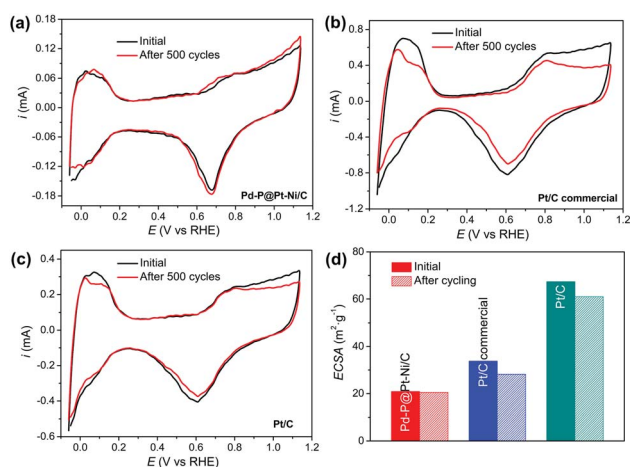 (a)
Initial
After 500 cycles
0.18
0.12
0.06
0.00
-0.06
-0.12
-0.18
i (mA)
Pd-P@Pt-Ni/C
0.0 0.2 0.4 0.6 0.8 1.0 1.2
E (V vs RHE)
(b)
Initial
After 500 cycles
0.8
0.4
0.0
-0.4
-0.8
-1.2
i (mA)
Pt/C commercial
0.0 0.2 0.4 0.6 0.8 1.0 1.2
E (V vs RHE)
(c)
Initial
After 500 cycles
0.6
0.4
0.2
0.0
-0.2
-0.4
-0.6
i (mA)
Pt/C
0.0 0.2 0.4 0.6 0.8 1.0 1.2
E (V vs RHE)
(d)
Initial
After cycling
80
60
40
20
0
ECSA (m²·g⁻¹)
Pd-P@Pt-Ni/C
Pt/C commercial
Pt/C